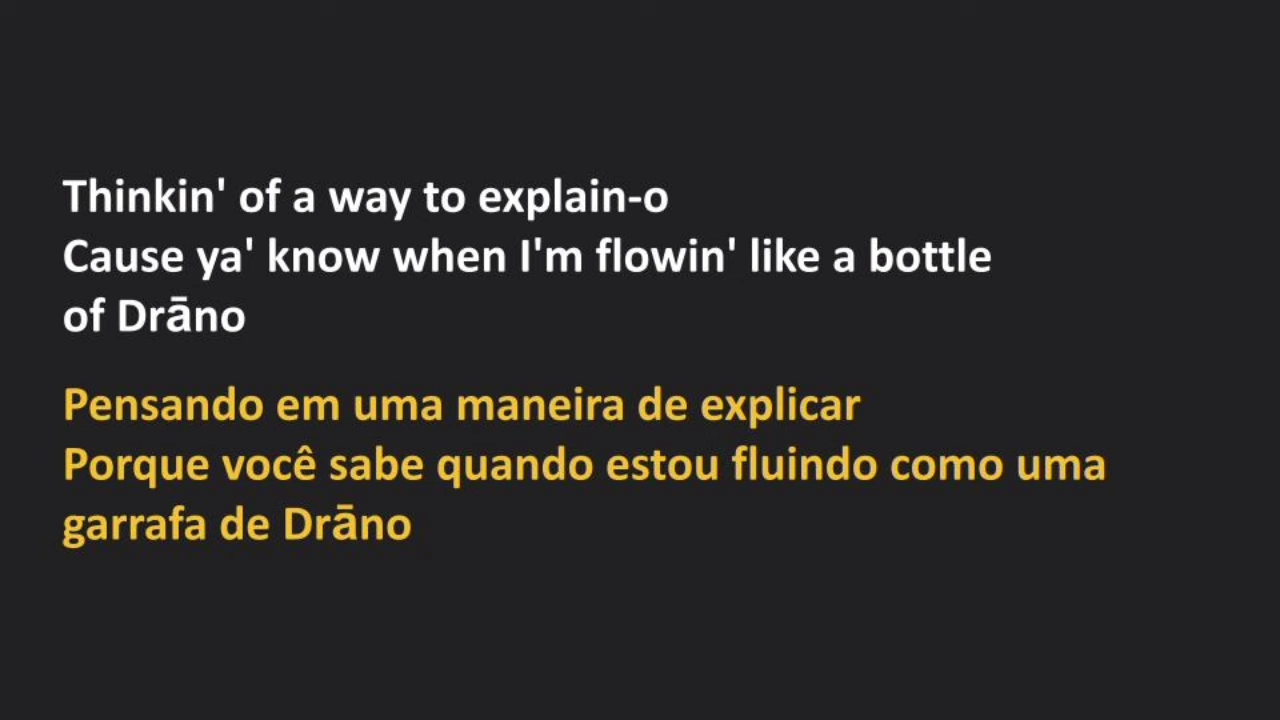 Thinkin' of a way to explain-o
Cause ya' know when I'm flowin' like a bottle
of Drāno
Pensando em uma maneira de explicar
Porque você sabe quando estou fluindo como uma
garrafa de Drāno